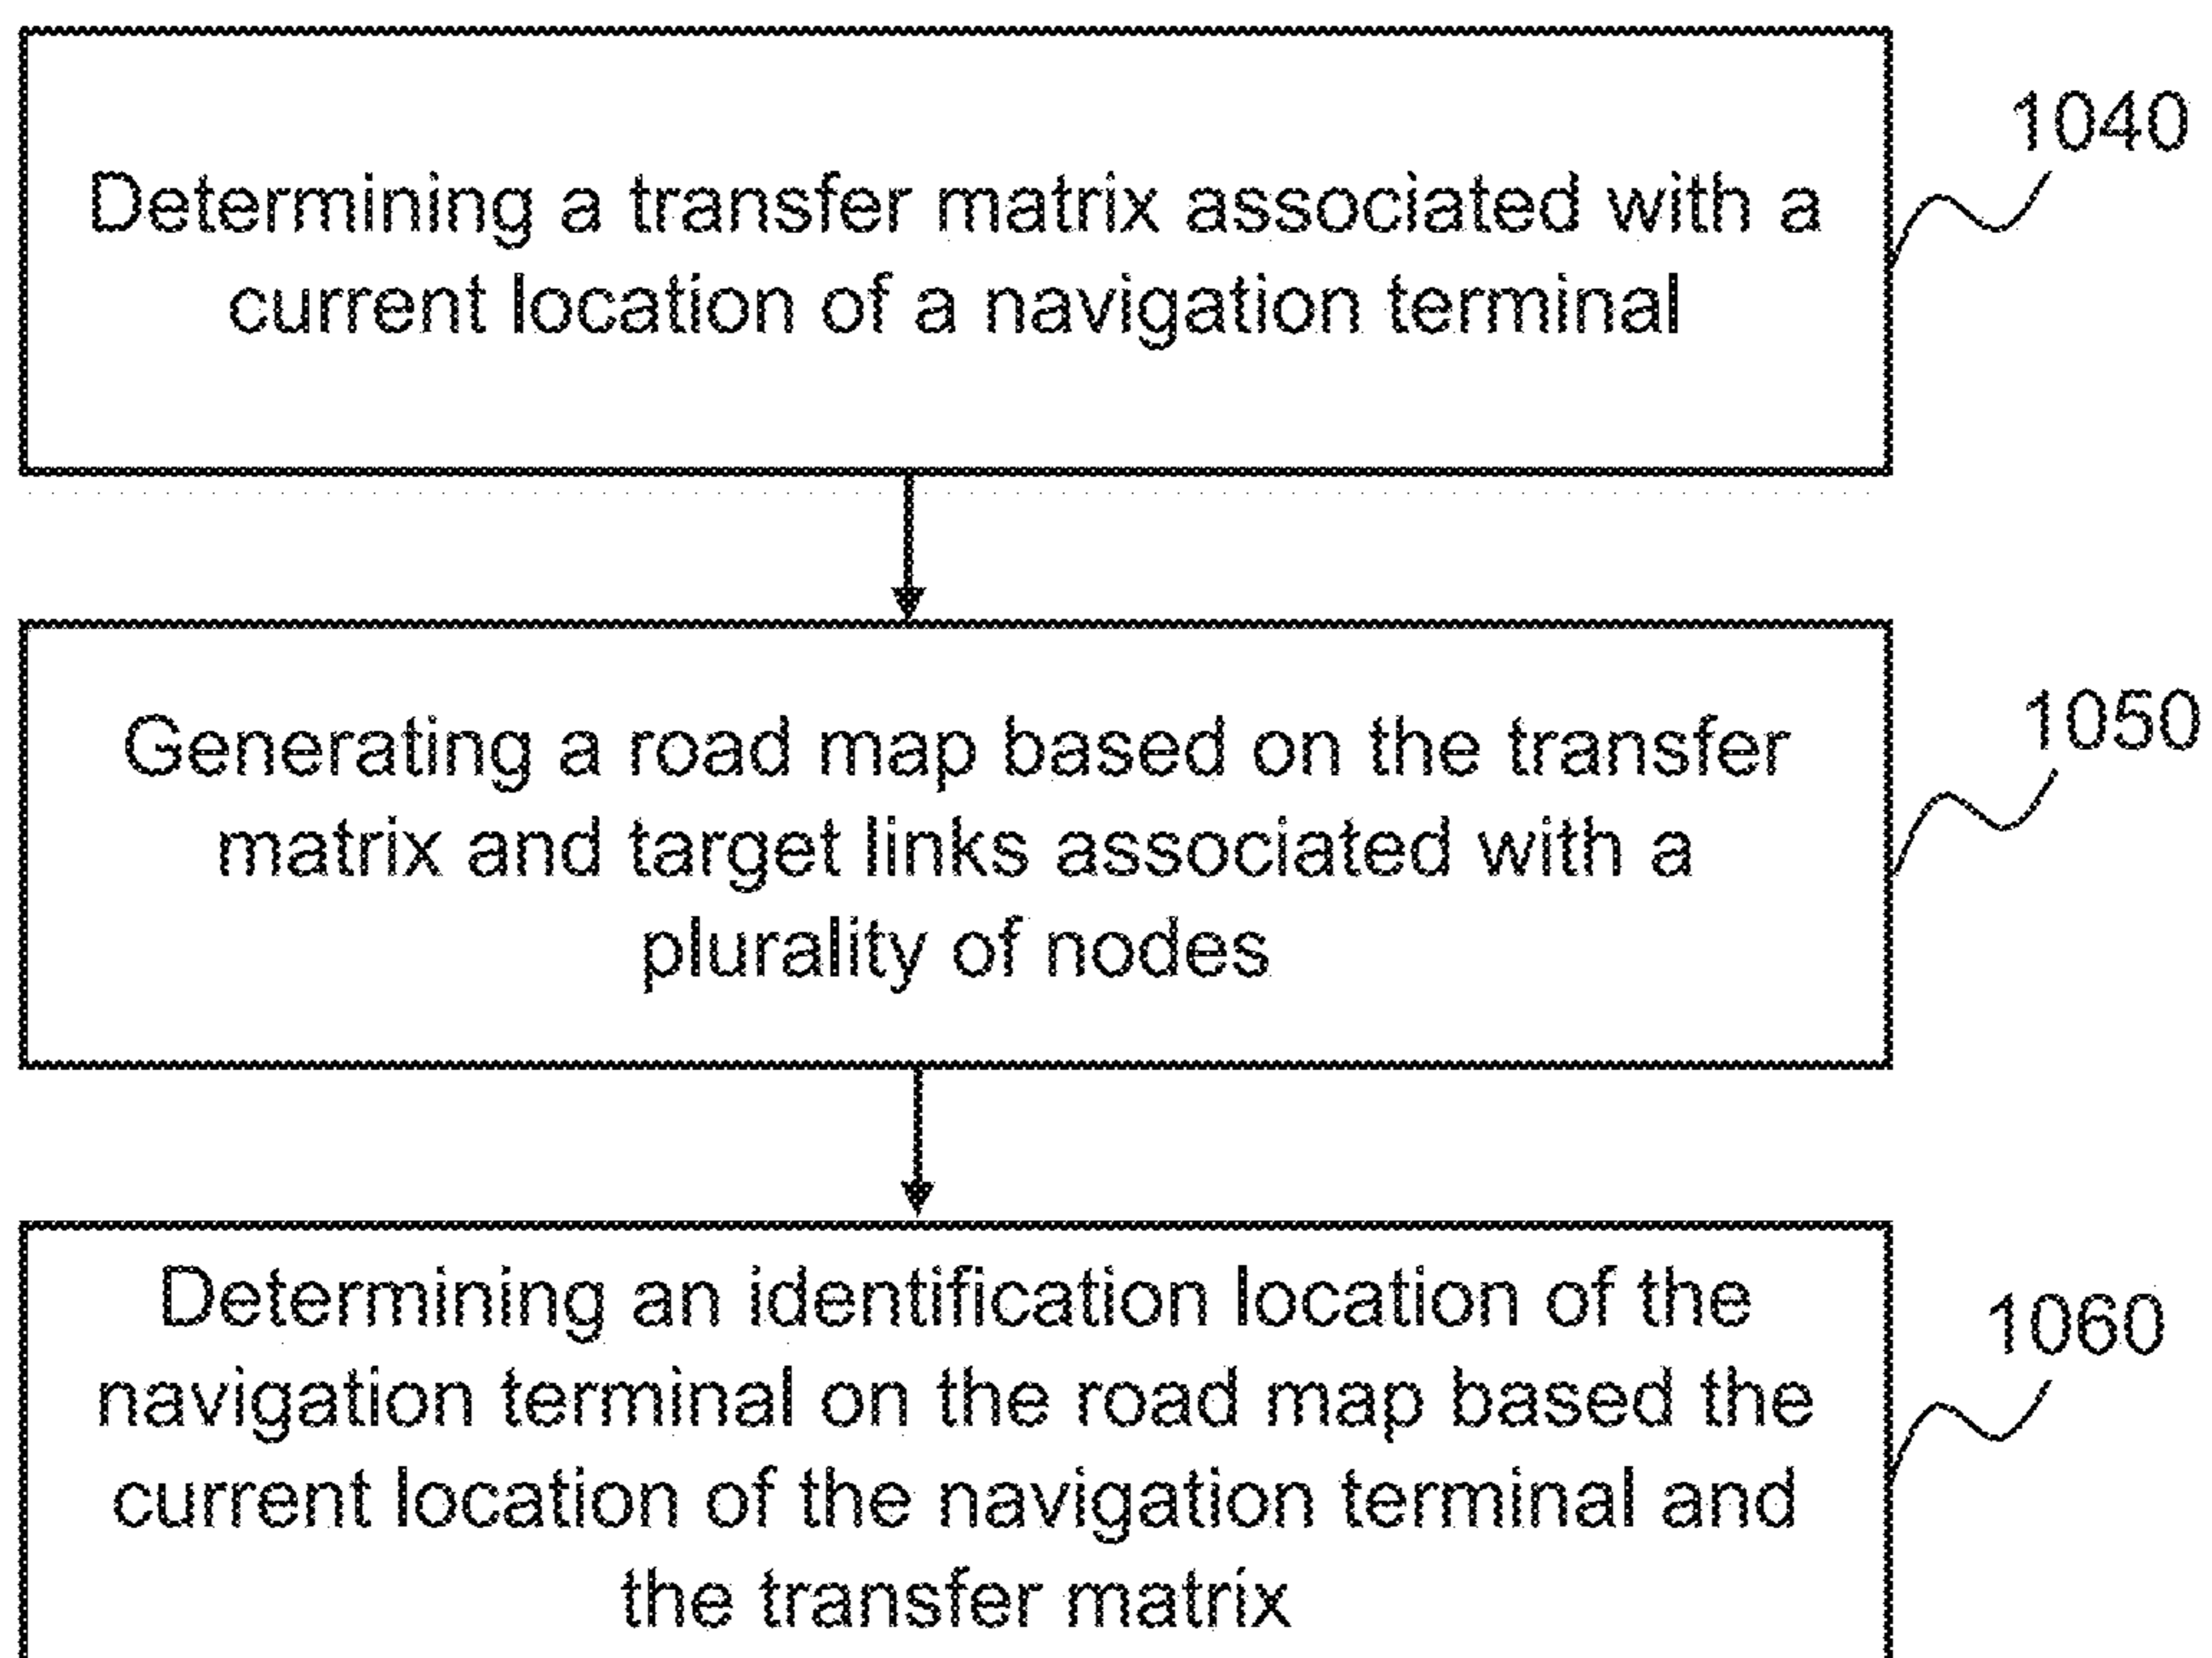 1040
Determining a transfer matrix associated with a
current location of a navigation terminal
1050
Generating a road map based on the transfer
matrix and target links associated with a
plurality of nodes
1060
Determining an identification location of the
navigation terminal on the road map based the
current location of the navigation terminal and
the transfer matrix